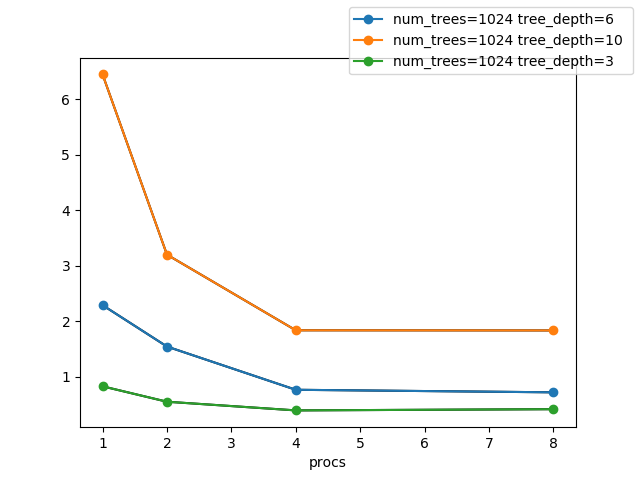 num_trees=1024 tree_depth=6
num_trees=1024 tree_depth=10
num_trees=1024 tree_depth=3
6
5
4
3
2
1
1 2 3 4 5 6 7 8
procs